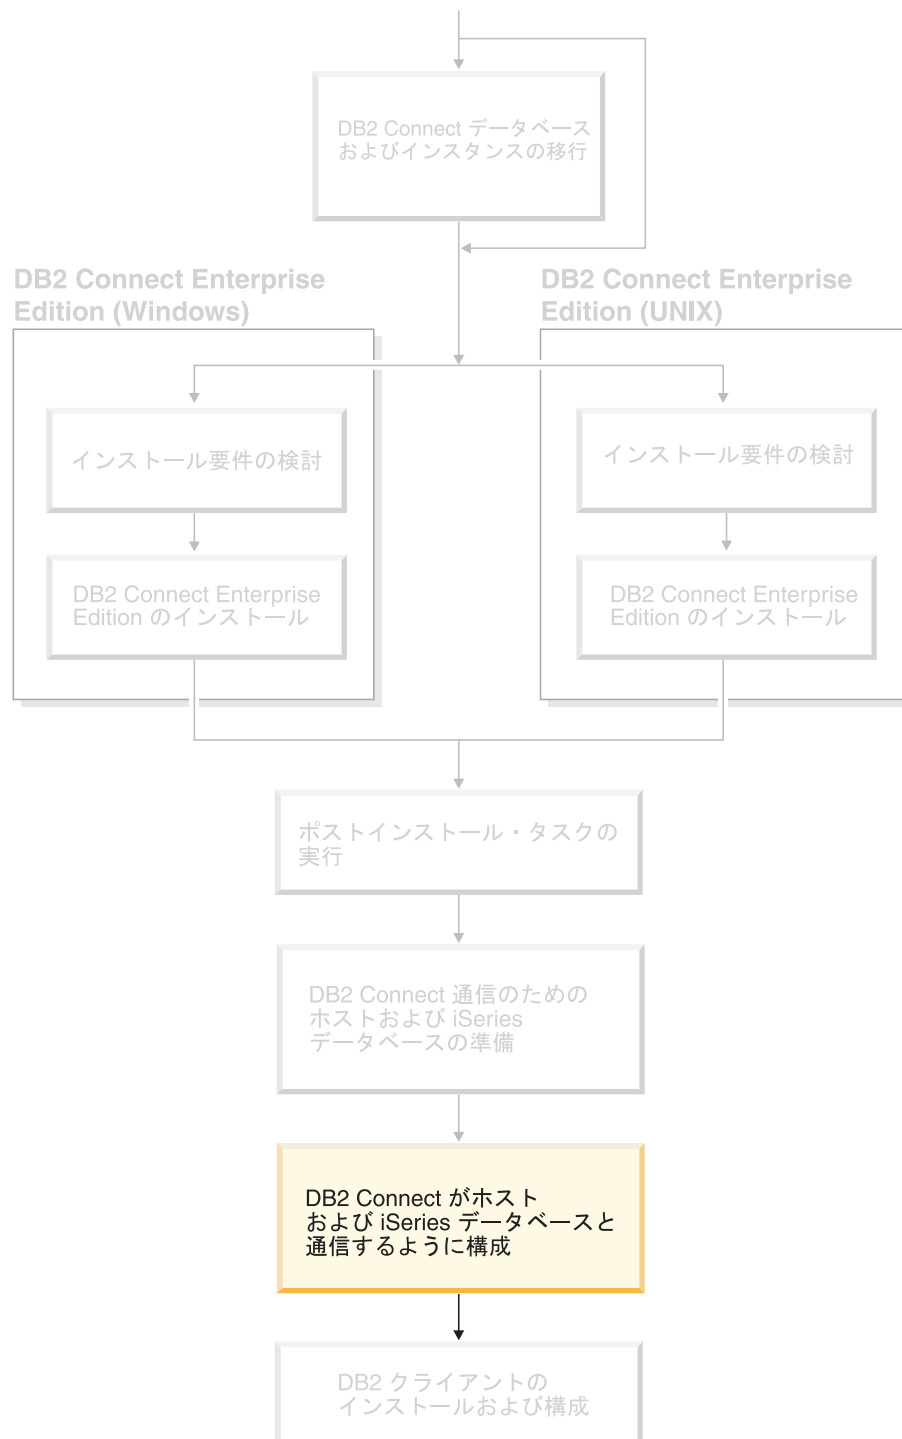 DB2 Connect データベース
およびインスタンスの移行
DB2 Connect Enterprise
Edition (Windows)
インストール要件の検討
DB2 Connect Enterprise
Edition のインストール
DB2 Connect Enterprise
Edition (UNIX)
インストール要件の検討
DB2 Connect Enterprise
Edition のインストール
ポストインストール・タスクの
実行
DB2 Connect 通信のための
ホストおよび iSeries
データベースの準備
DB2 Connect がホスト
および iSeries データベースと
通信するように構成
DB2 クライアントの
インストールおよび構成